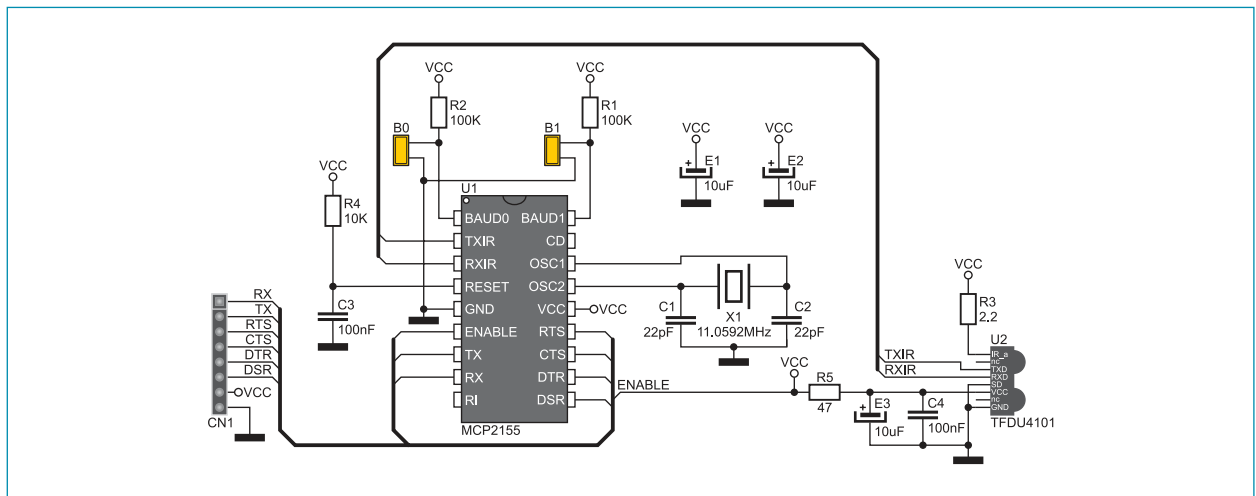 VCC
R2
100K
VCC
R1
100K
B0
B1
VCC
E1
10uF
VCC
E2
10uF
VCC
R4
10K
C3
100nF
U1
BAUD0
BAUD1
TXIR
CD
RXIR
OSC1
RESET
OSC2
GND
VCC
VCC
ENABLE
RTS
TX
CTS
RX
DTR
RI
DSR
MCP2155
C1
22pF
X1
11.0592MHz
C2
22pF
RX
TX
RTS
CTS
DTR
DSR
VCC
CN1
ENABLE
VCC
R5
47
E3
10uF
C4
100nF
TXIR
RXIR
VCC
R3
2.2
U2
IR_a
nc
TXD
RXD
SD
VCC
nc
GND
TFDU4101